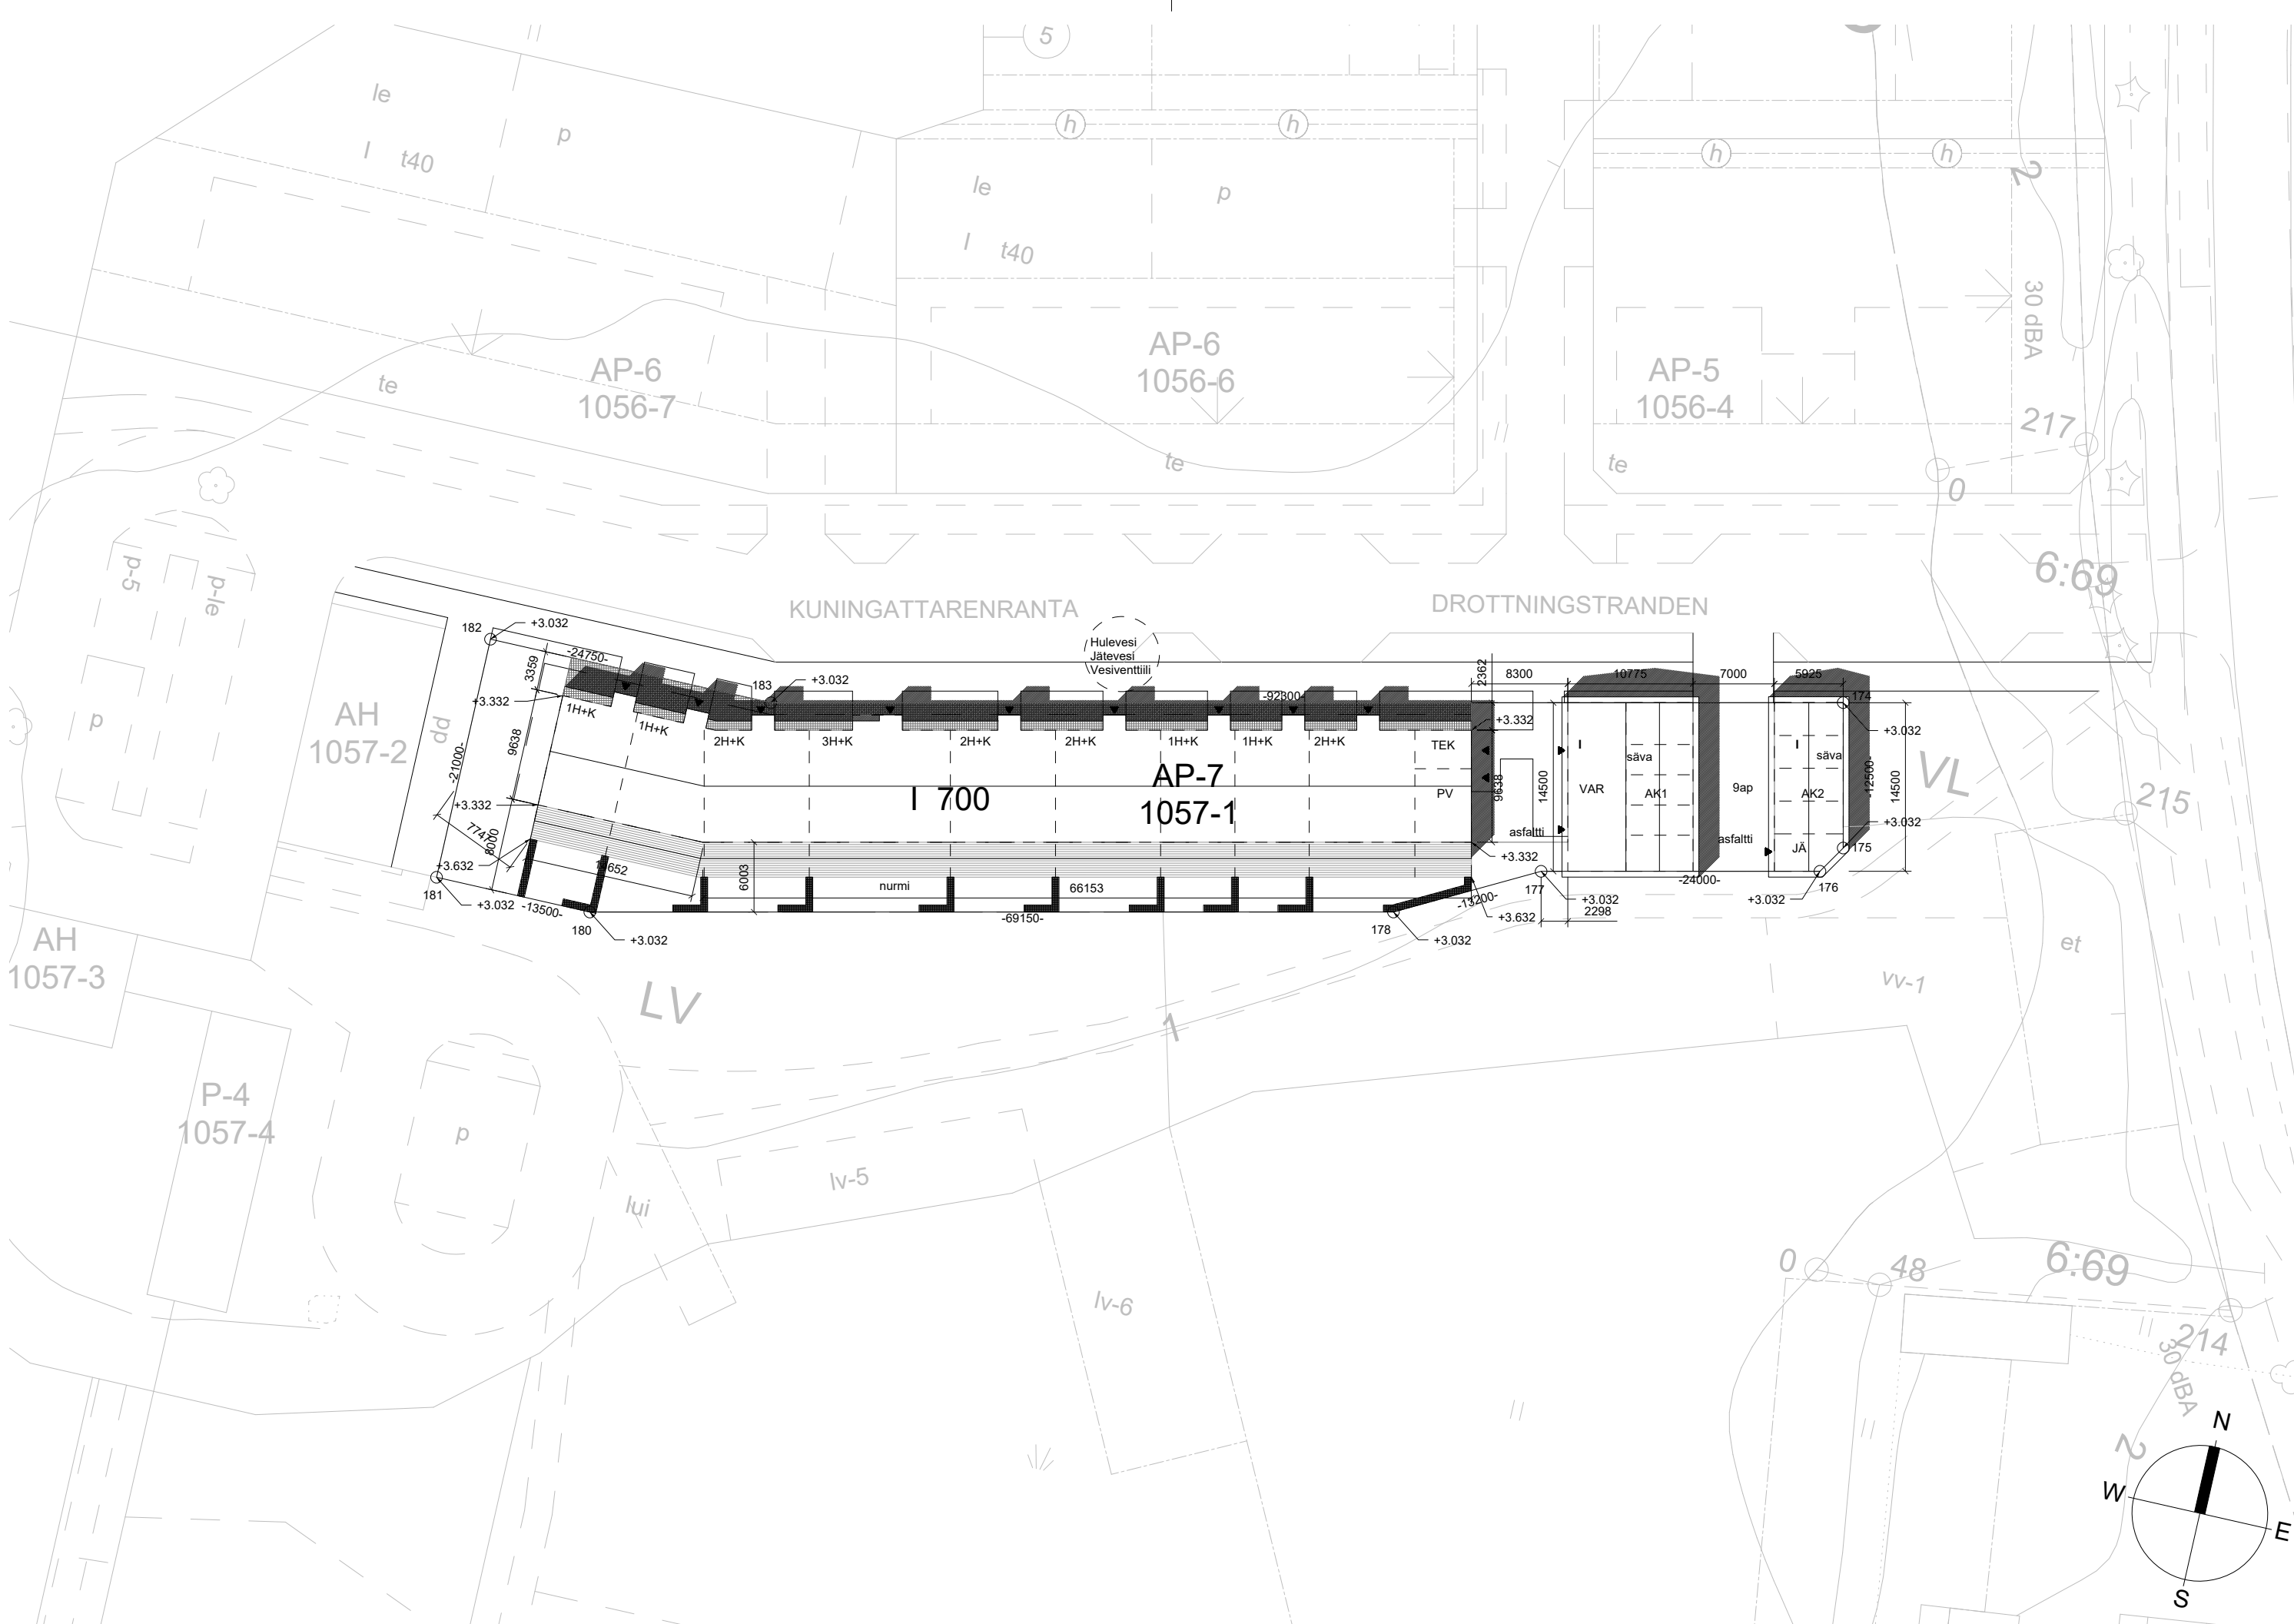 5
le
p
I t40
h
h
h
h
le
p
I t40
2
30 dBA
AP-6
1056-7
AP-6
1056-6
AP-5
1056-4
te
te
te
217
0
p-5
p-le
p
6:69
KUNINGATTARENRANTA
DROTTNINGSTRANDEN
Hulevesi
Jätevesi
Vesiventtiili
182
+3.032
-24750-
3359
+3.332
183
+3.032
-92300-
2362
8300
10775
7000
5925
174
+3.032
1H+K
1H+K
2H+K
3H+K
2H+K
2H+K
1H+K
1H+K
2H+K
TEK
PV
+3.332
AH
1057-2
pp
-21000-
9638
I 700
AP-7
1057-1
9638
14500
I
VAR
säva
AK1
9ap
I
säva
AK2
JÄ
-12500-
14500
VL
215
+3.332
7747
8000
+3.632
asfaltti
asfaltti
+3.332
+3.032
175
6003
nurmi
66153
181
+3.032
-13500-
180
+3.032
-69150-
178
+3.032
-13200-
+3.632
177
+3.032
2298
-24000-
+3.032
176
AH
1057-3
LV
1
vv-1
et
P-4
1057-4
p
lui
lv-5
lv-6
0
48
6:69
214
30 dBA
2
N
W
E
S